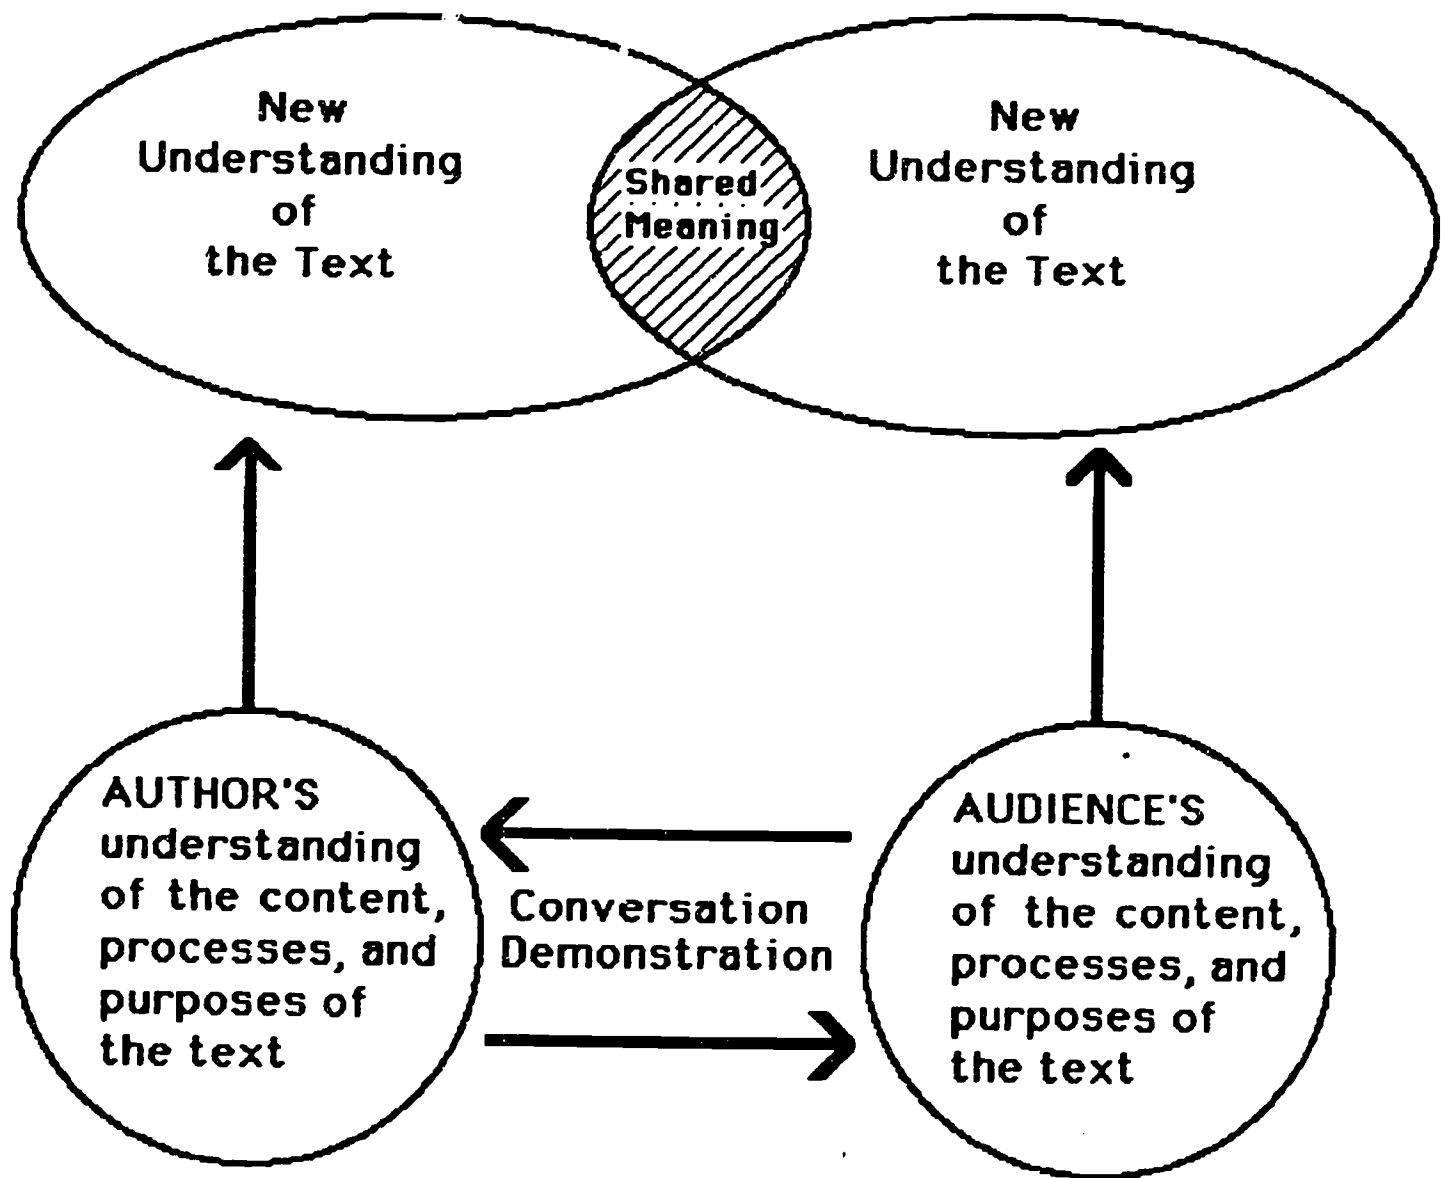 New
Understanding
of
the Text
Shared
Meaning
New
Understanding
of
the Text
AUTHOR'S
understanding
of the content,
processes, and
purposes of
the text
Conversation
Demonstration
AUDIENCE'S
understanding
of the content,
processes, and
purposes of
the text